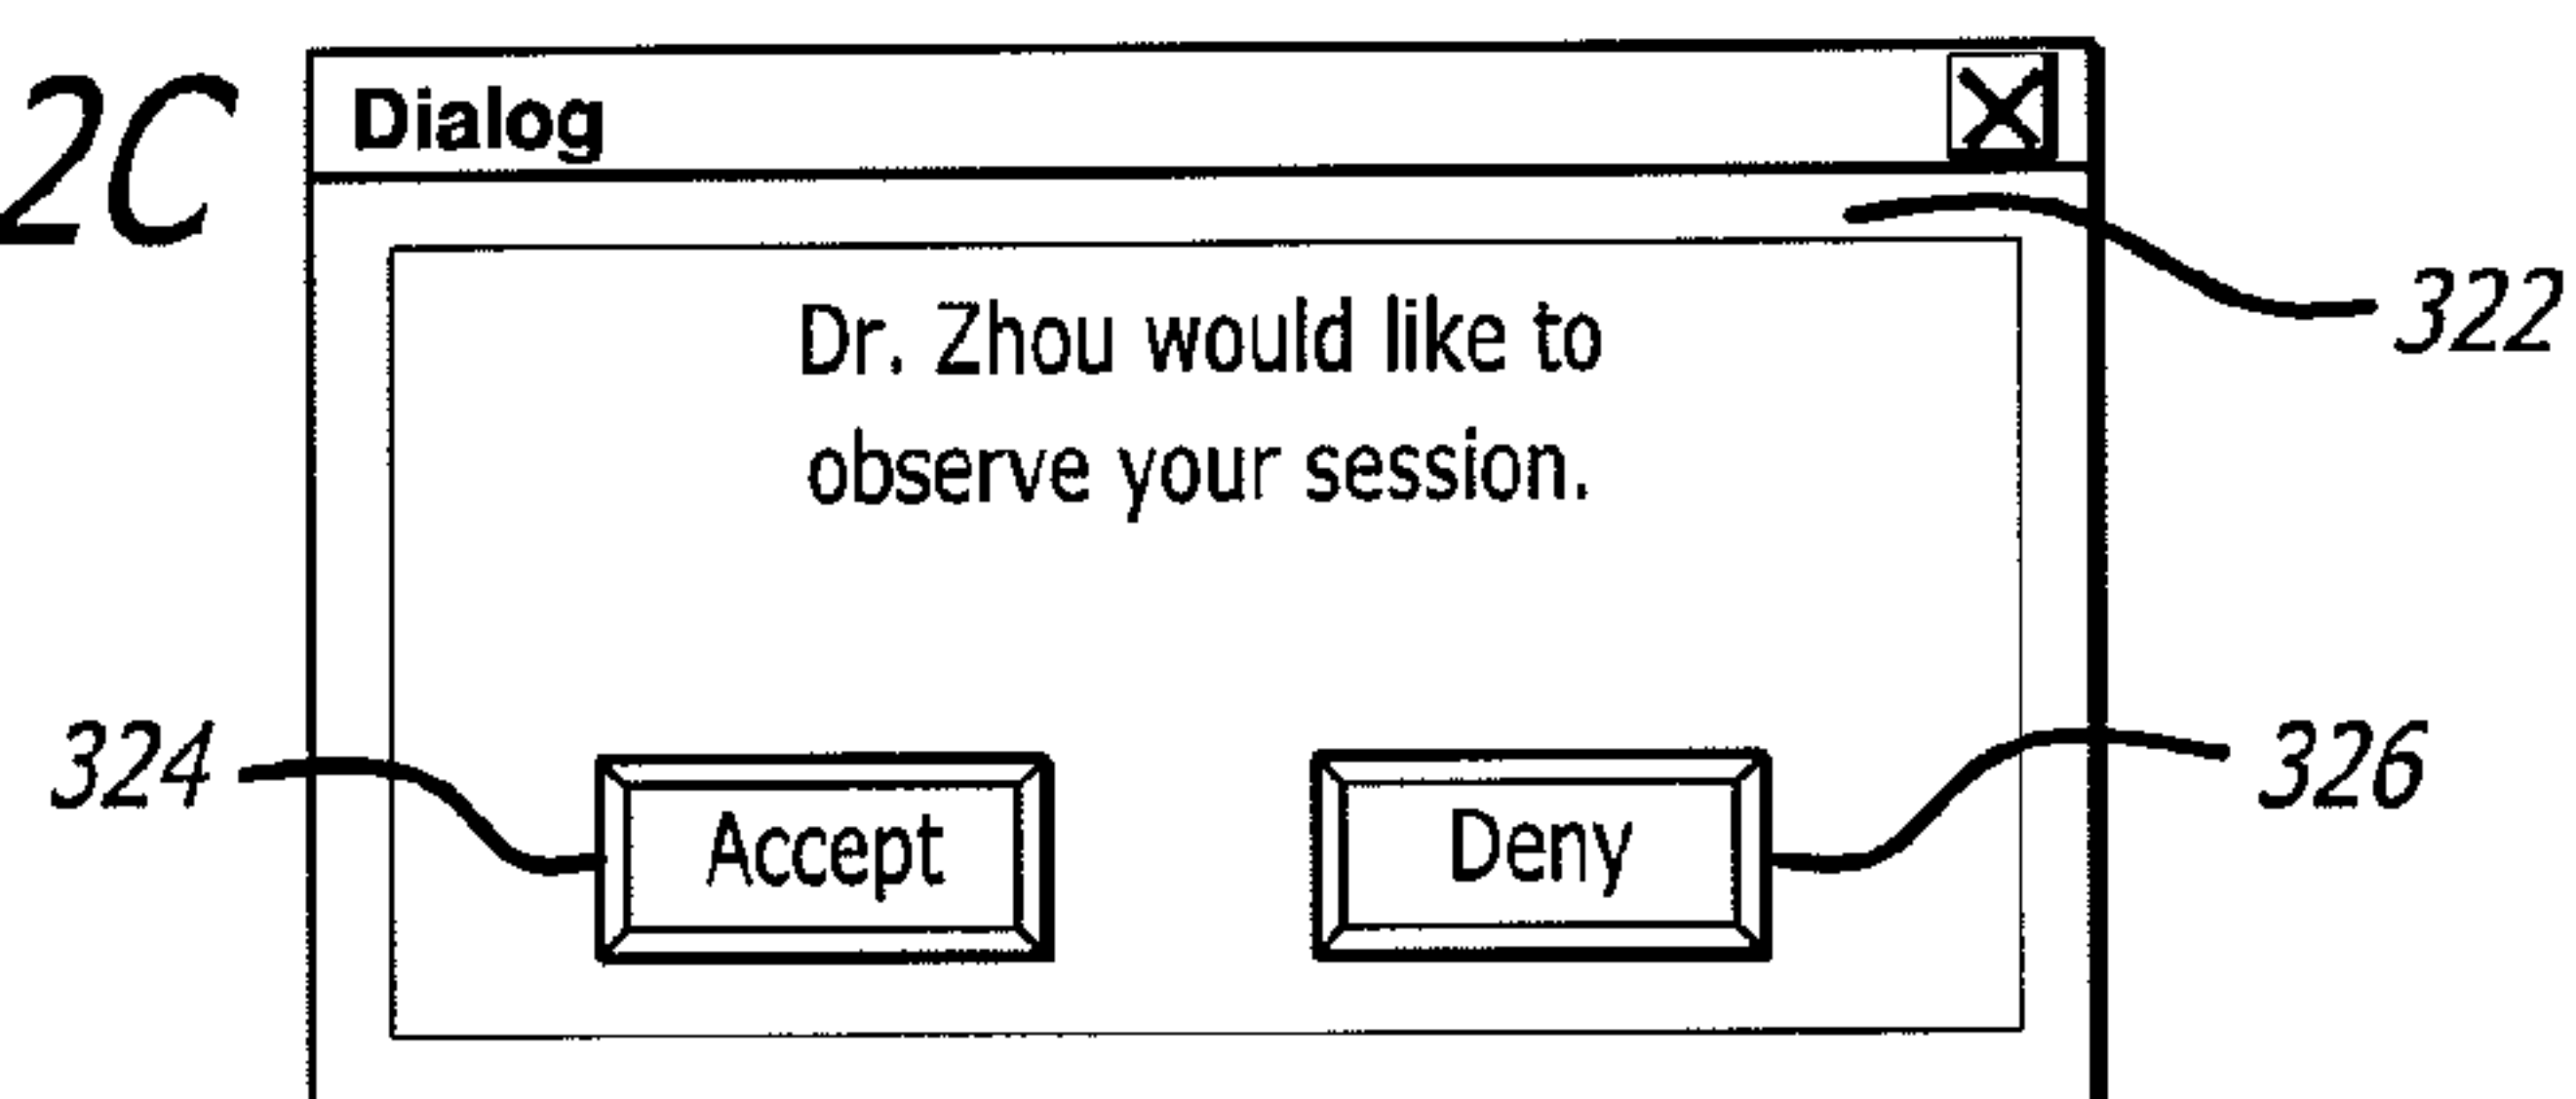 2C
Dialog
322
Dr. Zhou would like to
observe your session.
324
Accept
Deny
326